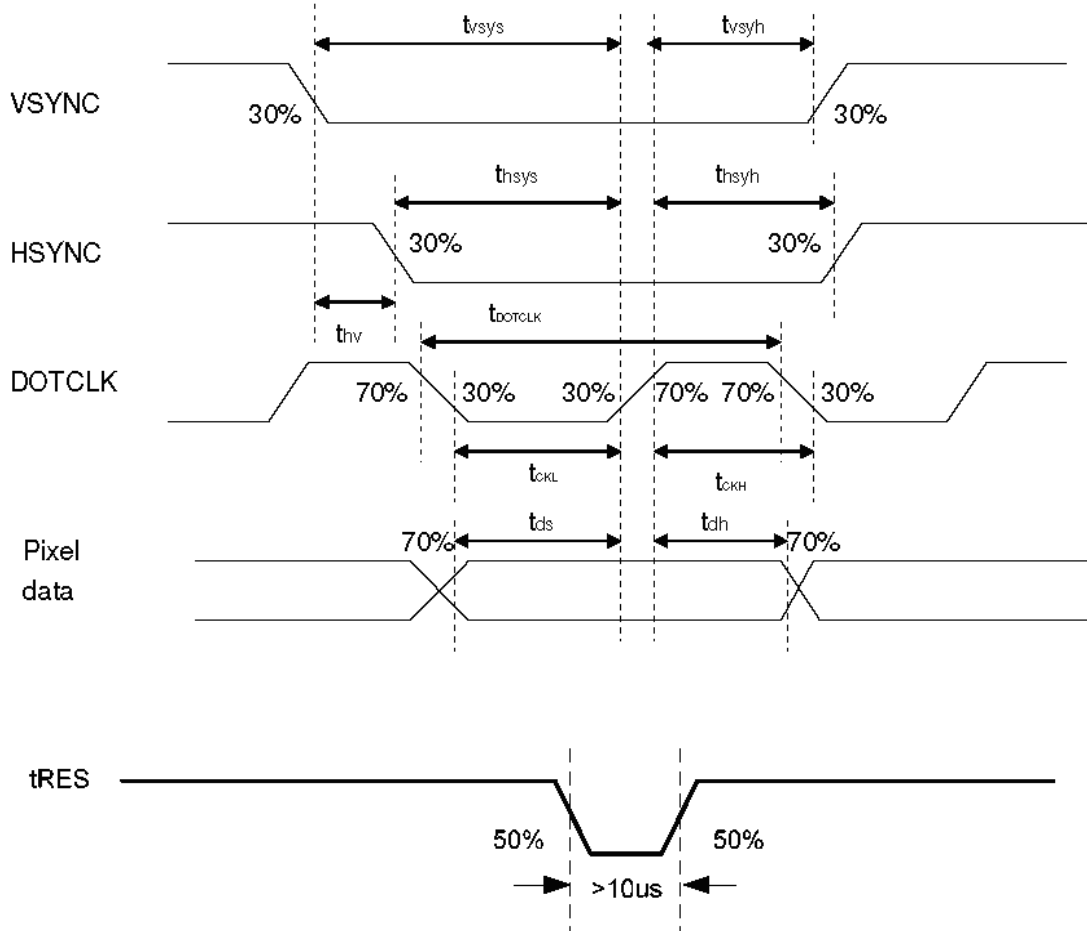 tvsys tvsyh
VSYNC 30% 30%
thsys thsyh
HSYNC 30% 30%
thv tDOTCLK
DOTCLK 70% 30% 30% 70% 70% 30%
tCKL tCKH
tds tdh
Pixel data 70% 70%
tRES
50% 50%
>10us